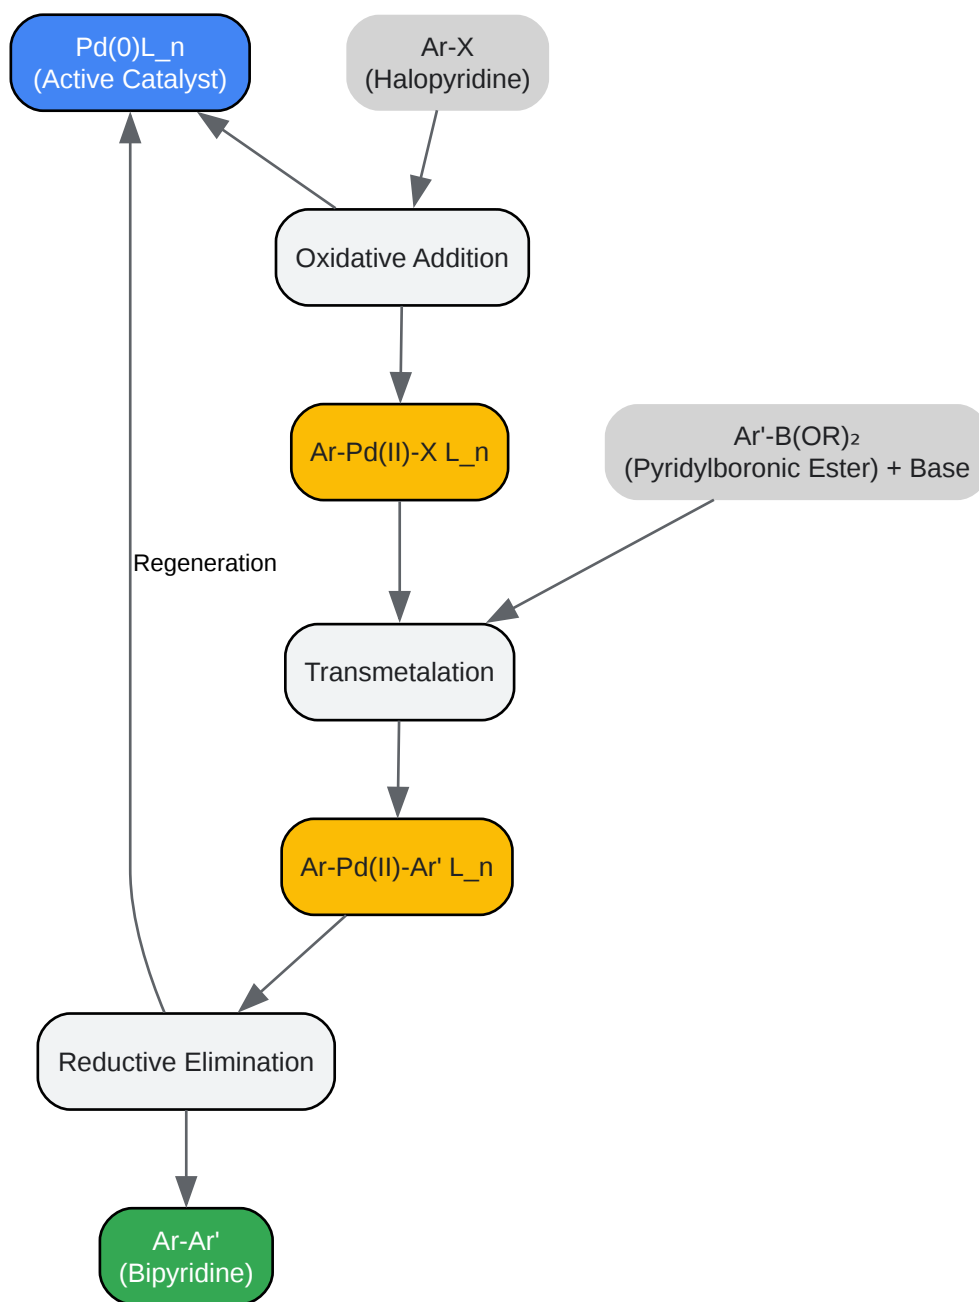 Pd(0)L_n
(Active Catalyst)
Ar-X
(Halopyridine)
Oxidative Addition
Ar-Pd(II)-X L_n
Ar'-B(OR)₂
(Pyridylboronic Ester) + Base
Regeneration
Transmetalation
Ar-Pd(II)-Ar' L_n
Reductive Elimination
Ar-Ar'
(Bipyridine)